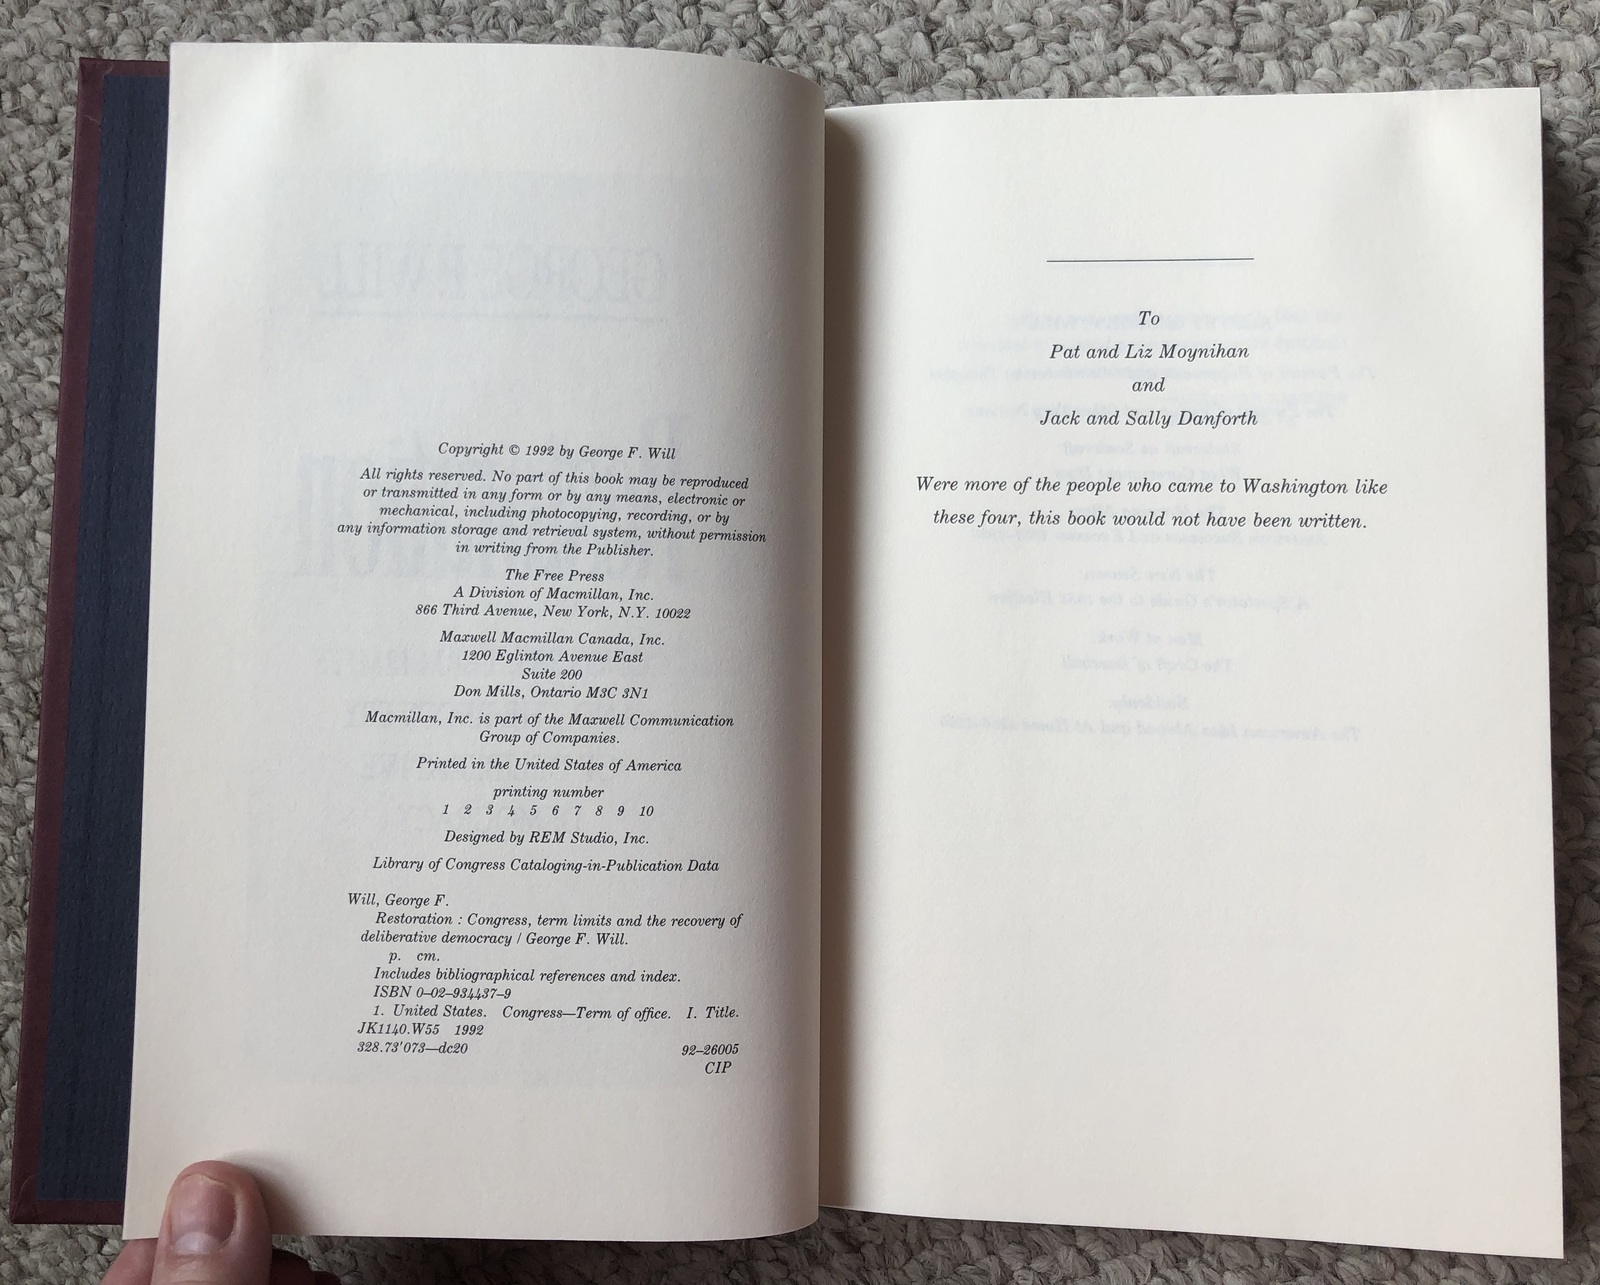 Copyright © 1992 by George F. Will
All rights reserved. No part of this book may be reproduced
or transmitted in any form or by any means, electronic or
mechanical, including photocopying, recording, or by
any information storage and retrieval system, without permission
in writing from the Publisher.
The Free Press
A Division of Macmillan, Inc.
866 Third Avenue, New York, N.Y. 10022
Maxwell Macmillan Canada, Inc.
1200 Eglinton Avenue East
Suite 200
Don Mills, Ontario M3C 3N1
Macmillan, Inc. is part of the Maxwell Communication
Group of Companies.
Printed in the United States of America
printing number
1 2 3 4 5 6 7 8 9 10
Designed by REM Studio, Inc.
Library of Congress Cataloging-in-Publication Data
Will, George F.
Restoration : Congress, term limits and the recovery of
deliberative democracy / George F. Will.
p. cm.
Includes bibliographical references and index.
ISBN 0–02–934437–9
1. United States. Congress—Term of office. I. Title.
JK1140.W55 1992
328.73'073—dc20 92–26005
CIP
To
Pat and Liz Moynihan
and
Jack and Sally Danforth
Were more of the people who came to Washington like
these four, this book would not have been written.